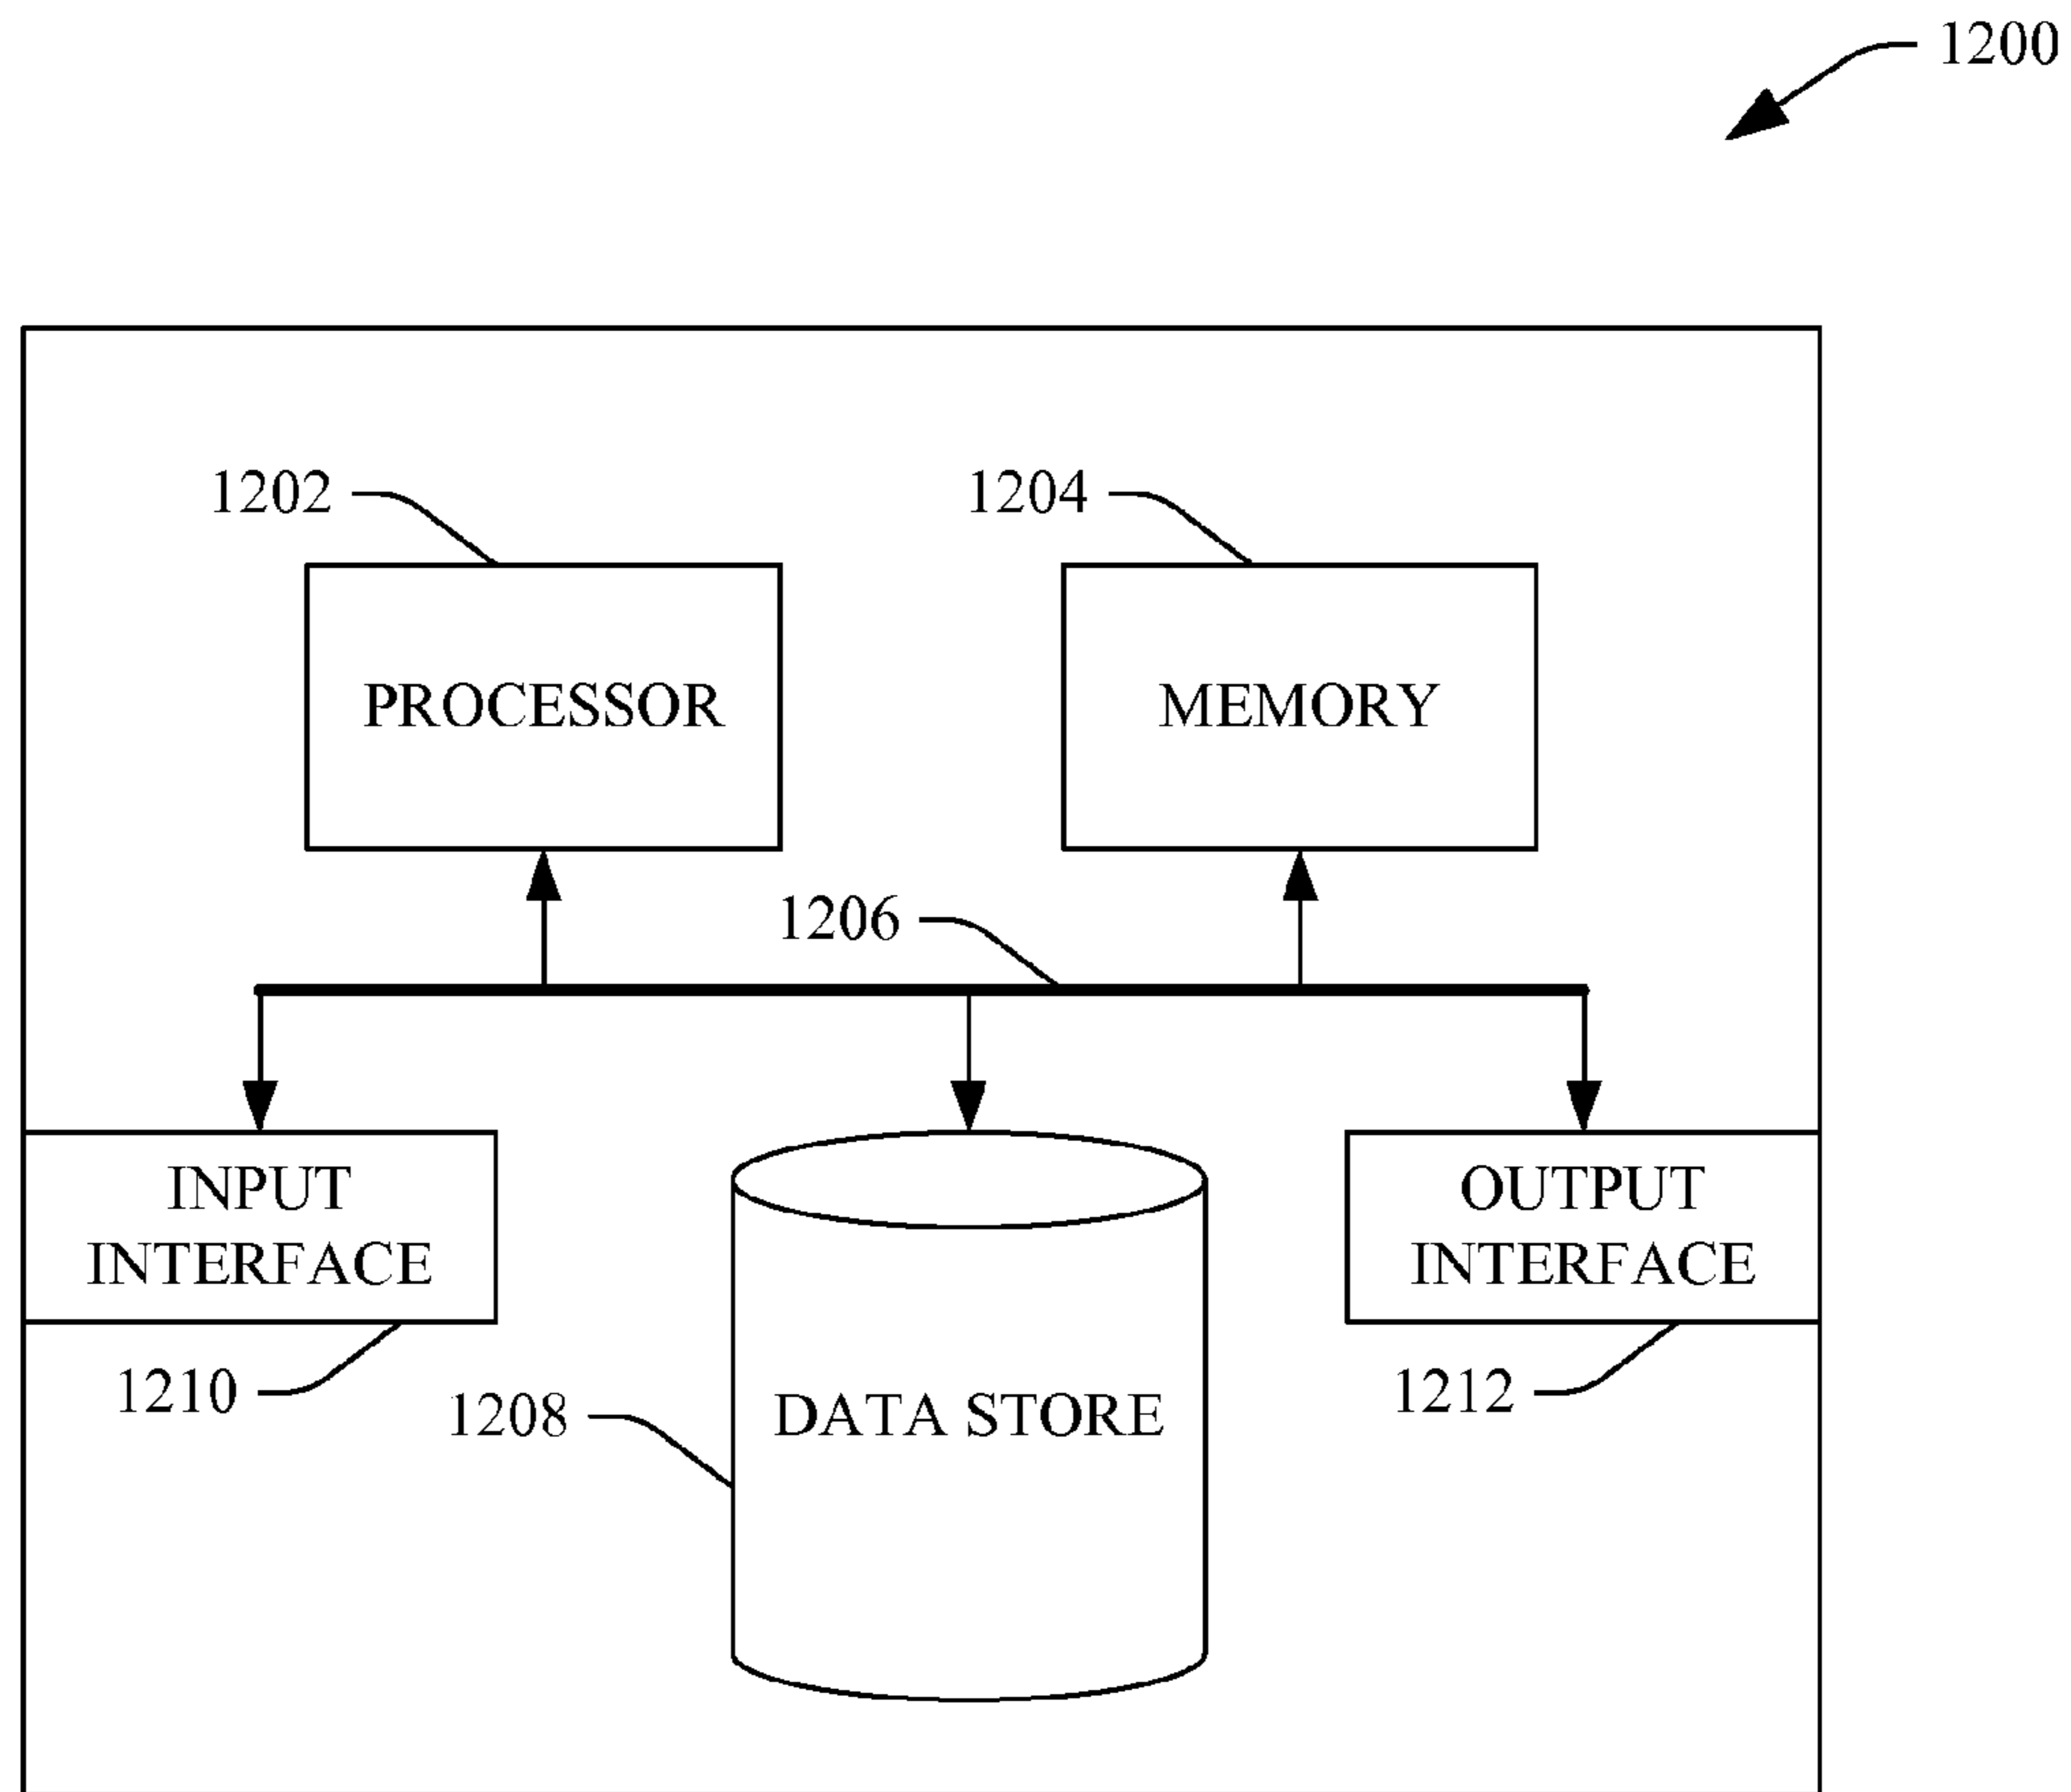 1200
1202
1204
PROCESSOR
MEMORY
1206
INPUT
INTERFACE
OUTPUT
INTERFACE
1210
1208
DATA STORE
1212